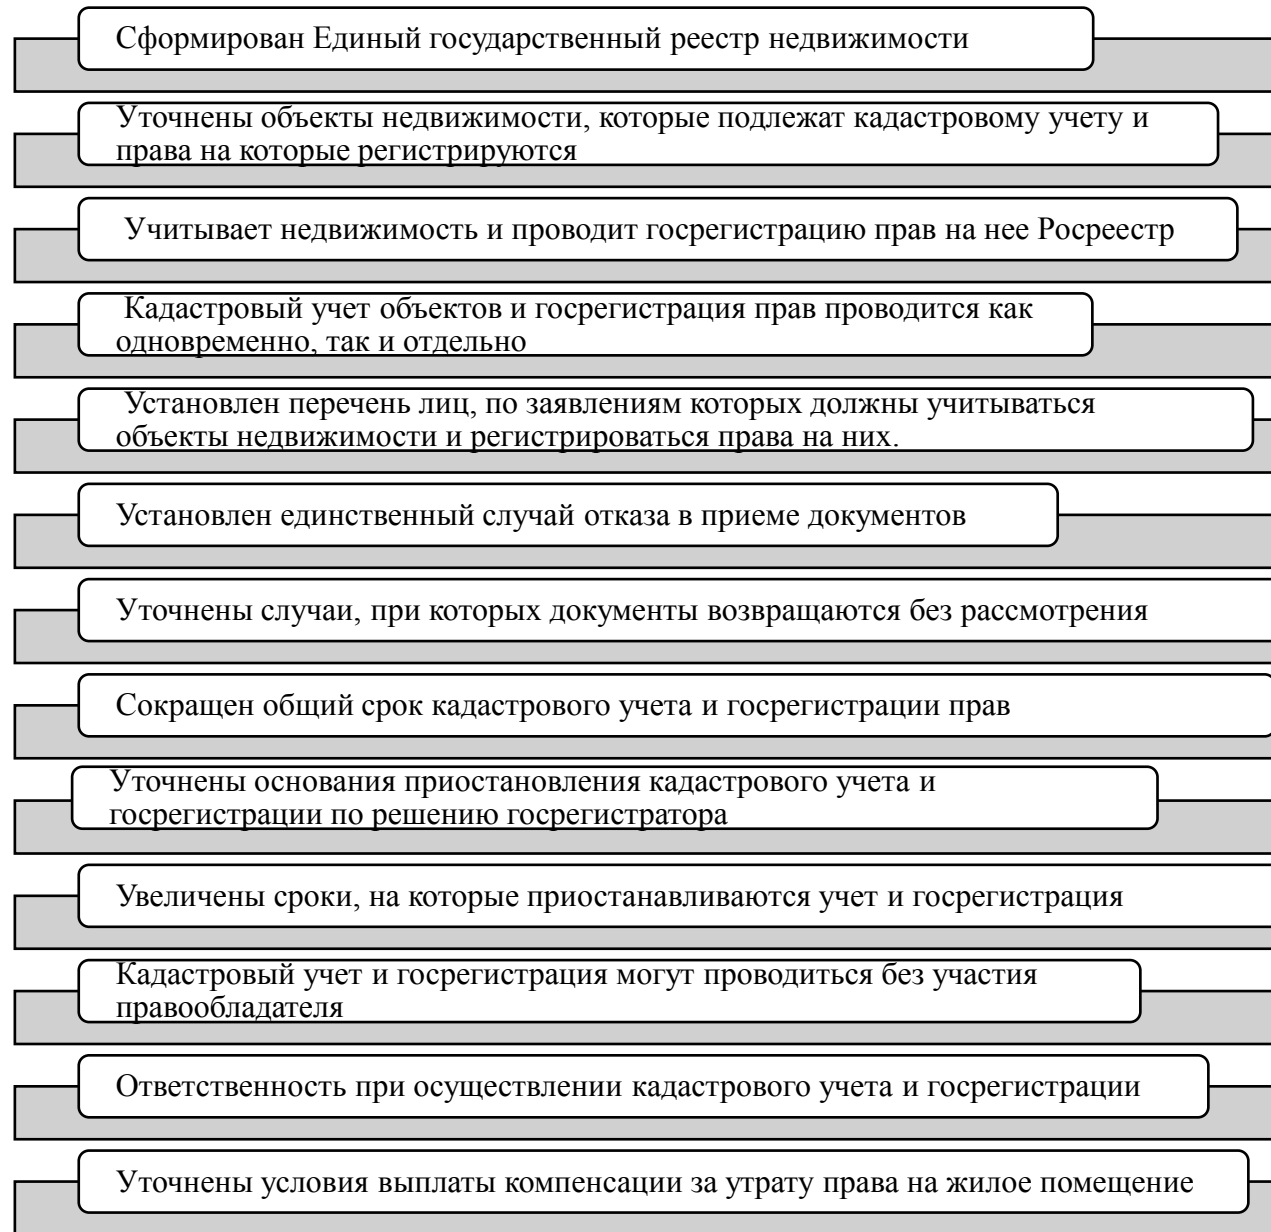 Сформирован Единый государственный реестр недвижимости
Уточнены объекты недвижимости, которые подлежат кадастровому учету и
права на которые регистрируются
Учитывает недвижимость и проводит госрегистрацию прав на нее Росреестр
Кадастровый учет объектов и госрегистрация прав проводится как
одновременно, так и отдельно
Установлен перечень лиц, по заявлениям которых должны учитываться
объекты недвижимости и регистрироваться права на них.
Установлен единственный случай отказа в приеме документов
Уточнены случаи, при которых документы возвращаются без рассмотрения
Сокращен общий срок кадастрового учета и госрегистрации прав
Уточнены основания приостановления кадастрового учета и
госрегистрации по решению госрегистратора
Увеличены сроки, на которые приостанавливаются учет и госрегистрация
Кадастровый учет и госрегистрация могут проводиться без участия
правообладателя
Ответственность при осуществлении кадастрового учета и госрегистрации
Уточнены условия выплаты компенсации за утрату права на жилое помещение